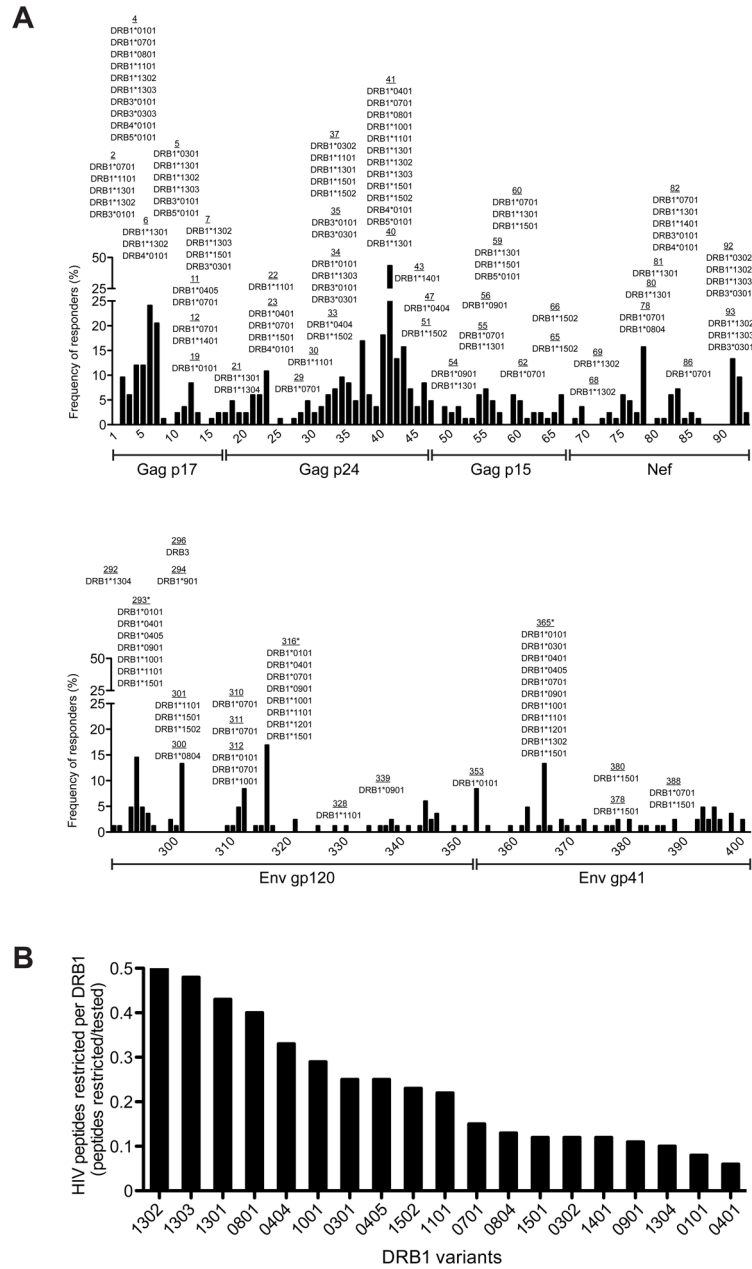 A
4
DRB1*0101
DRB1*0701
DRB1*0801
DRB1*1101
DRB1*1302
DRB1*1303
DRB3*0101
DRB3*0303
DRB4*0101
DRB5*0101
2
DRB1*0701
DRB1*1101
DRB1*1301
DRB1*1302
DRB3*0101
5
DRB1*0301
DRB1*1301
DRB1*1302
DRB1*1303
DRB3*0101
DRB5*0101
6
DRB1*1301
DRB1*1302
DRB4*0101
7
DRB1*1302
DRB1*1303
DRB1*1501
DRB3*0301
11
DRB1*0405
DRB1*0701
12
DRB1*0701
DRB1*1401
19
DRB1*0101
21
DRB1*1301
DRB1*1304
22
DRB1*1101
23
DRB1*0401
DRB1*0701
DRB1*1501
DRB4*0101
29
DRB1*0701
30
DRB1*1101
37
DRB1*0302
DRB1*1101
DRB1*1301
DRB1*1501
DRB1*1502
35
DRB3*0101
DRB3*0301
34
DRB1*0101
DRB1*1303
DRB3*0101
DRB3*0301
33
DRB1*0404
DRB1*1502
41
DRB1*0401
DRB1*0701
DRB1*0801
DRB1*1001
DRB1*1101
DRB1*1301
DRB1*1302
DRB1*1303
DRB1*1501
DRB1*1502
DRB4*0101
DRB5*0101
40
DRB1*1301
43
DRB1*1401
47
DRB1*0404
51
DRB1*1502
54
DRB1*0901
DRB1*1301
60
DRB1*0701
DRB1*1301
DRB1*1501
59
DRB1*1301
DRB1*1501
DRB5*0101
56
DRB1*0901
55
DRB1*0701
DRB1*1301
62
DRB1*0701
66
DRB1*1502
65
DRB1*1502
69
DRB1*1302
68
DRB1*1302
82
DRB1*0701
DRB1*1301
DRB1*1401
DRB3*0101
DRB4*0101
81
DRB1*1301
80
DRB1*1301
78
DRB1*0701
DRB1*0804
86
DRB1*0701
92
DRB1*0302
DRB1*1302
DRB1*1303
DRB3*0301
93
DRB1*1302
DRB1*1303
DRB3*0301
Frequency of responders (%)
50
25
25
20
15
10
5
0
1 5 10 15 20 25 30 35 40 45 50 55 60 65 70 75 80 85 90
Gag p17 Gag p24 Gag p15 Nef
296
DRB3
292
DRB1*1304
294
DRB1*901
293*
DRB1*0101
DRB1*0401
DRB1*0405
DRB1*0901
DRB1*1001
DRB1*1101
DRB1*1501
301
DRB1*1101
DRB1*1501
DRB1*1502
300
DRB1*0804
310
DRB1*0701
311
DRB1*0701
312
DRB1*0101
DRB1*0701
DRB1*1001
316*
DRB1*0101
DRB1*0401
DRB1*0701
DRB1*0901
DRB1*1001
DRB1*1101
DRB1*1201
DRB1*1501
328
DRB1*1101
339
DRB1*0901
353
DRB1*0101
365*
DRB1*0101
DRB1*0301
DRB1*0401
DRB1*0405
DRB1*0701
DRB1*0901
DRB1*1001
DRB1*1101
DRB1*1201
DRB1*1302
DRB1*1501
380
DRB1*1501
378
DRB1*1501
388
DRB1*0701
DRB1*1501
Frequency of responders (%)
50
25
25
20
15
10
5
0
300 310 320 330 340 350 360 370 380 390 400
Env gp120 Env gp41
B
HIV peptides restricted per DRB1
(peptides restricted/tested)
0.5
0.4
0.3
0.2
0.1
0
1302 1303 1301 0801 0404 1001 0301 0405 1502 1101 0701 0804 1501 0302 1401 0901 1304 0101 0401
DRB1 variants